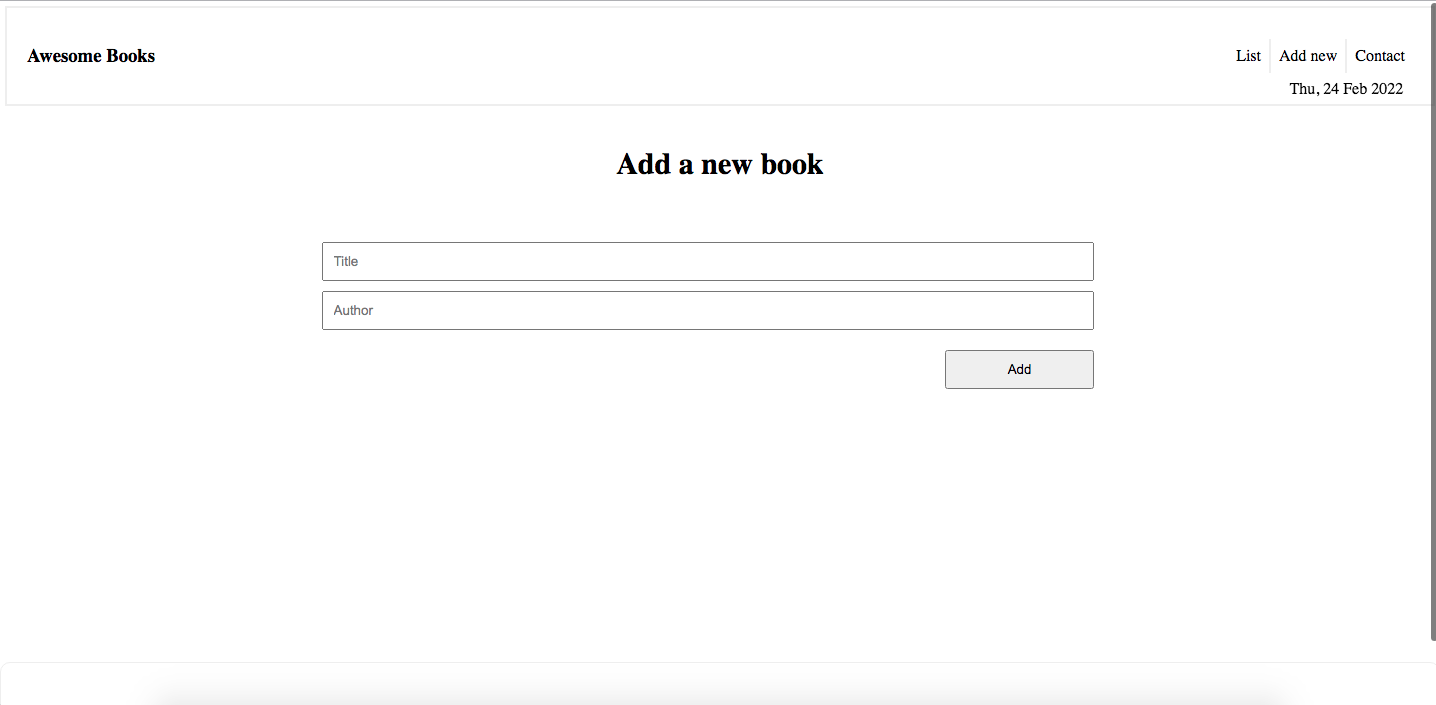 Awesome Books
List Add new Contact
Thu, 24 Feb 2022
Add a new book
Title
Author
Add